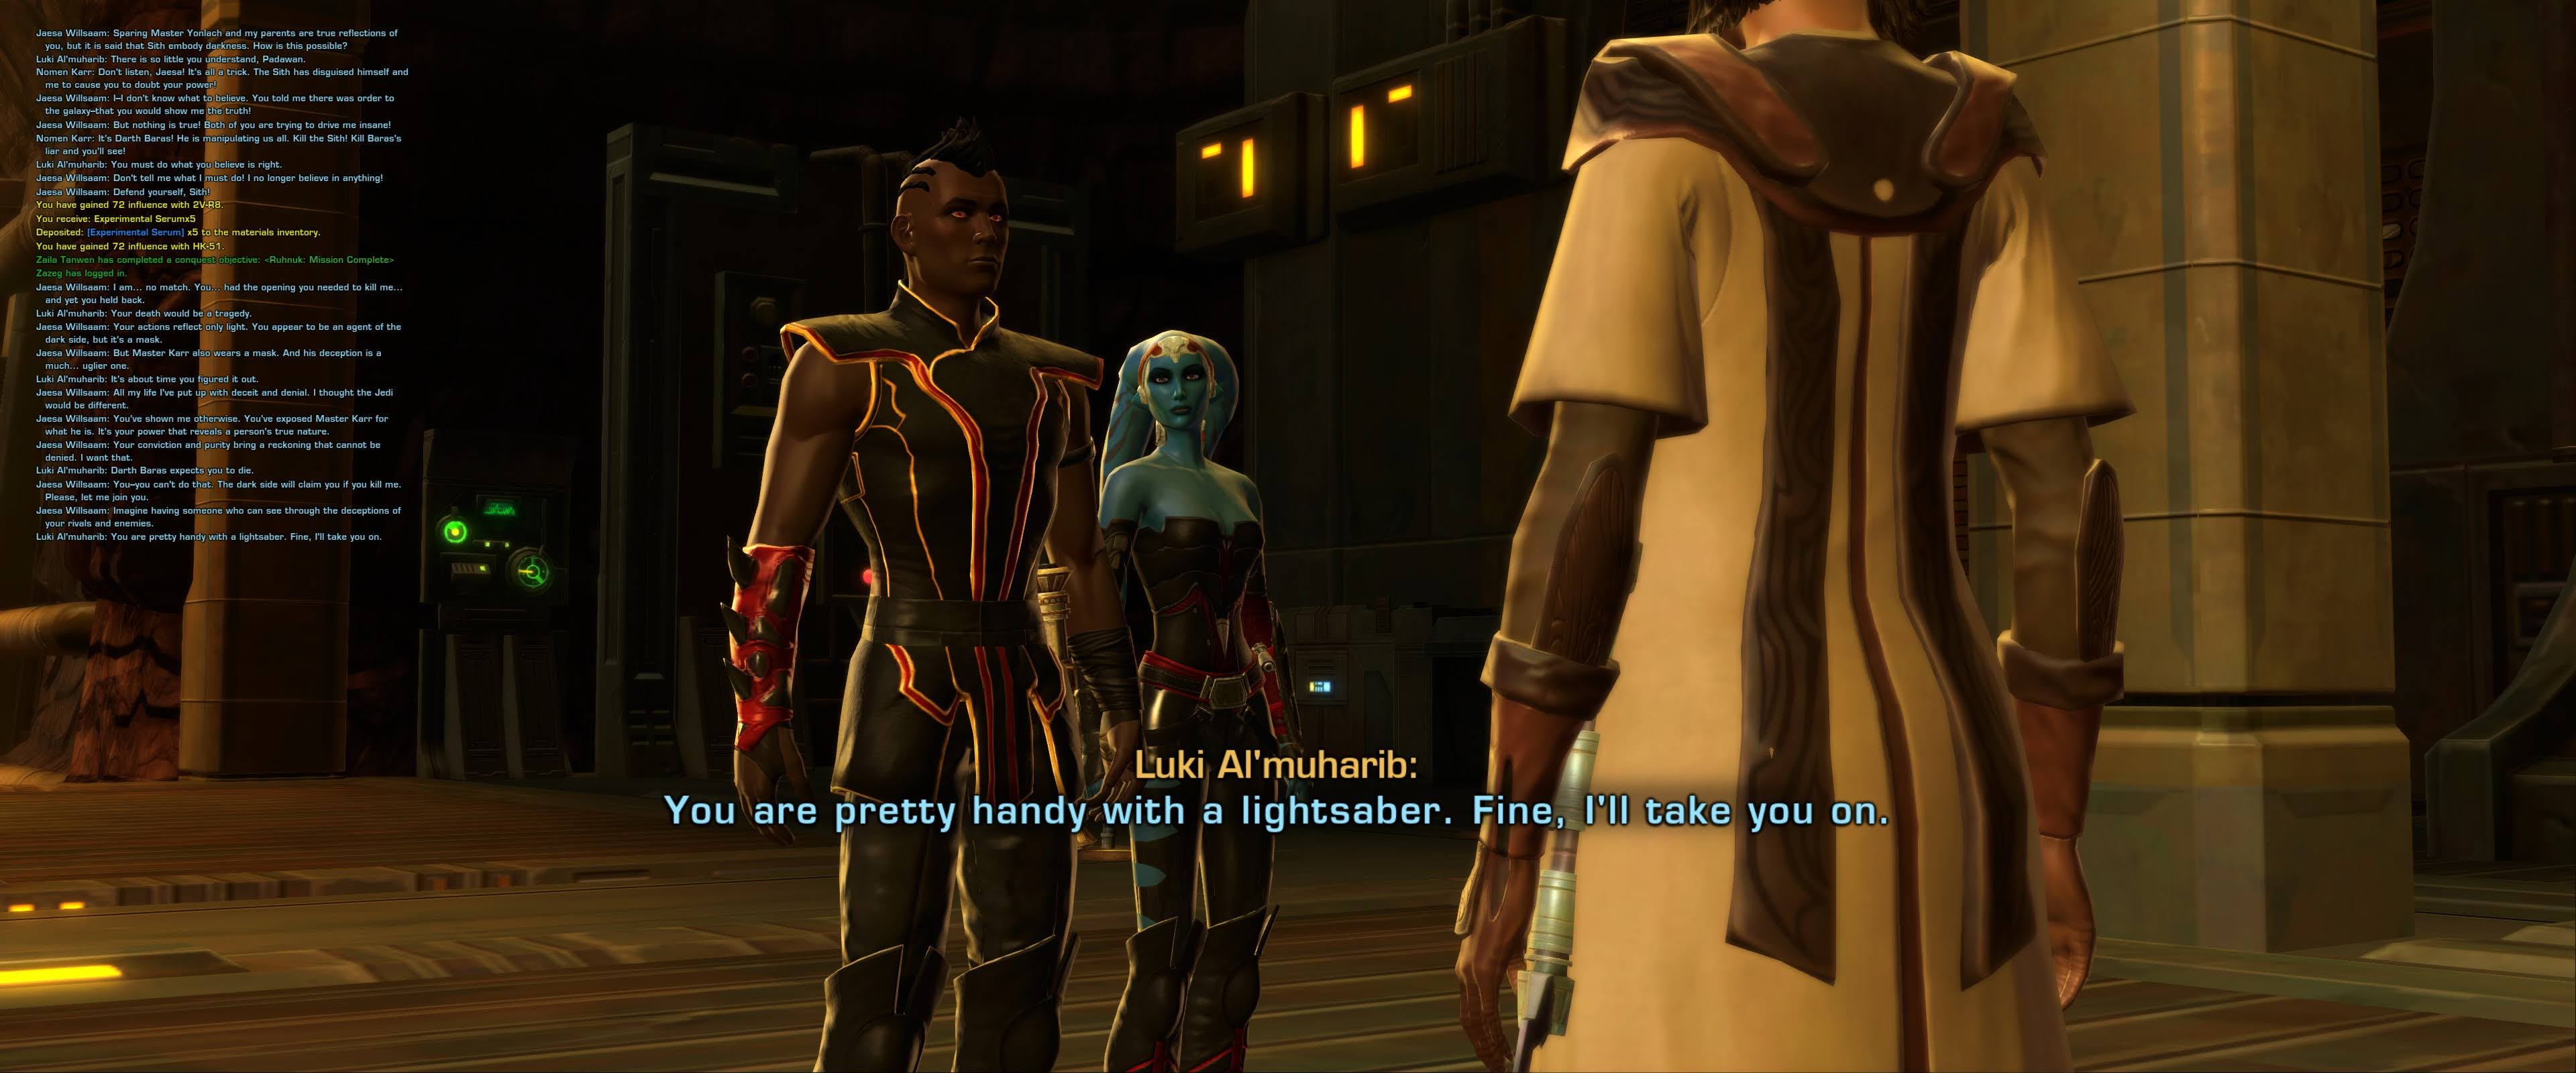 Jaesa Willsaam: Sparing Master Yonlach and my parents are true reflections of
you, but it is said that Sith embody darkness. How is this possible?
Luki Al'muharib: There is so little you understand, Padawan.
Nomen Karr: Don't listen, Jaesa! It's all a trick. The Sith has disguised himself and
me to cause you to doubt your power!
Jaesa Willsaam: I–I don't know what to believe. You told me there was order to
the galaxy–that you would show me the truth!
Jaesa Willsaam: But nothing is true! Both of you are trying to drive me insane!
Nomen Karr: It's Darth Baras! He is manipulating us all. Kill the Sith! Kill Baras's
liar and you'll see!
Luki Al'muharib: You must do what you believe is right.
Jaesa Willsaam: Don't tell me what I must do! I no longer believe in anything!
Jaesa Willsaam: Defend yourself, Sith!
You have gained 72 influence with 2V-R8.
You receive: Experimental Serumx5
Deposited: [Experimental Serum] x5 to the materials inventory.
You have gained 72 influence with HK-51.
Zaila Tanwen has completed a conquest objective: <Ruhnuk: Mission Complete>
Zazeg has logged in.
Jaesa Willsaam: I am... no match. You... had the opening you needed to kill me...
and yet you held back.
Luki Al'muharib: Your death would be a tragedy.
Jaesa Willsaam: Your actions reflect only light. You appear to be an agent of the
dark side, but it's a mask.
Jaesa Willsaam: But Master Karr also wears a mask. And his deception is a
much... uglier one.
Luki Al'muharib: It's about time you figured it out.
Jaesa Willsaam: All my life I've put up with deceit and denial. I thought the Jedi
would be different.
Jaesa Willsaam: You've shown me otherwise. You've exposed Master Karr for
what he is. It's your power that reveals a person's true nature.
Jaesa Willsaam: Your conviction and purity bring a reckoning that cannot be
denied. I want that.
Luki Al'muharib: Darth Baras expects you to die.
Jaesa Willsaam: You–you can't do that. The dark side will claim you if you kill me.
Please, let me join you.
Jaesa Willsaam: Imagine having someone who can see through the deceptions of
your rivals and enemies.
Luki Al'muharib: You are pretty handy with a lightsaber. Fine, I'll take you on.
Luki Al'muharib:
You are pretty handy with a lightsaber. Fine, I'll take you on.